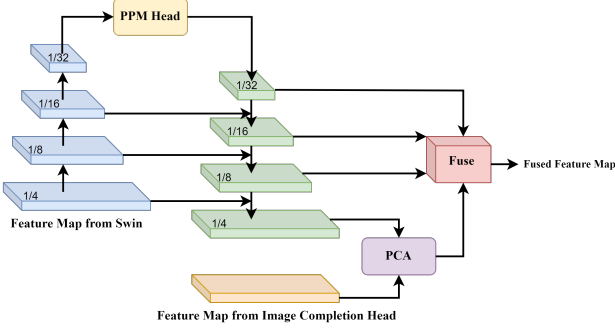 PPM Head
1/32
1/32
1/16
1/16
1/8
Fuse
Fused Feature Map
1/8
1/4
1/4
Feature Map from Swin
PCA
Feature Map from Image Completion Head